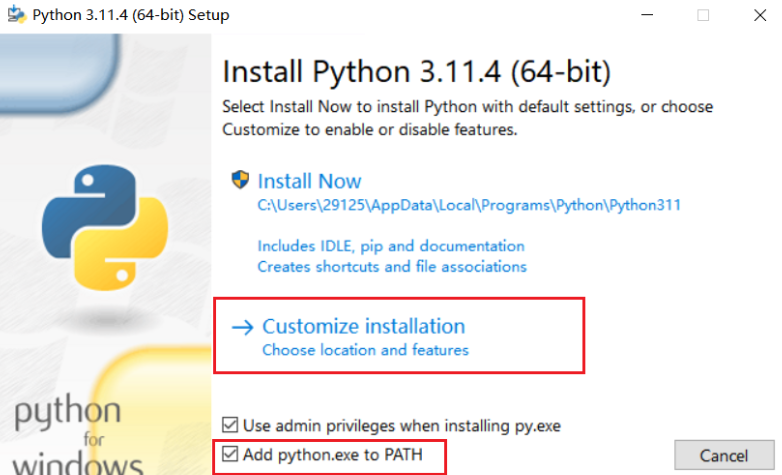 Python 3.11.4 (64-bit) Setup
Install Python 3.11.4 (64-bit)
Select Install Now to install Python with default settings, or choose
Customize to enable or disable features.
Install Now
C:\Users\29125\AppData\Local\Programs\Python\Python311
Includes IDLE, pip and documentation
Creates shortcuts and file associations
Customize installation
Choose location and features
python
for
windows
Use admin privileges when installing py.exe
Add python.exe to PATH
Cancel